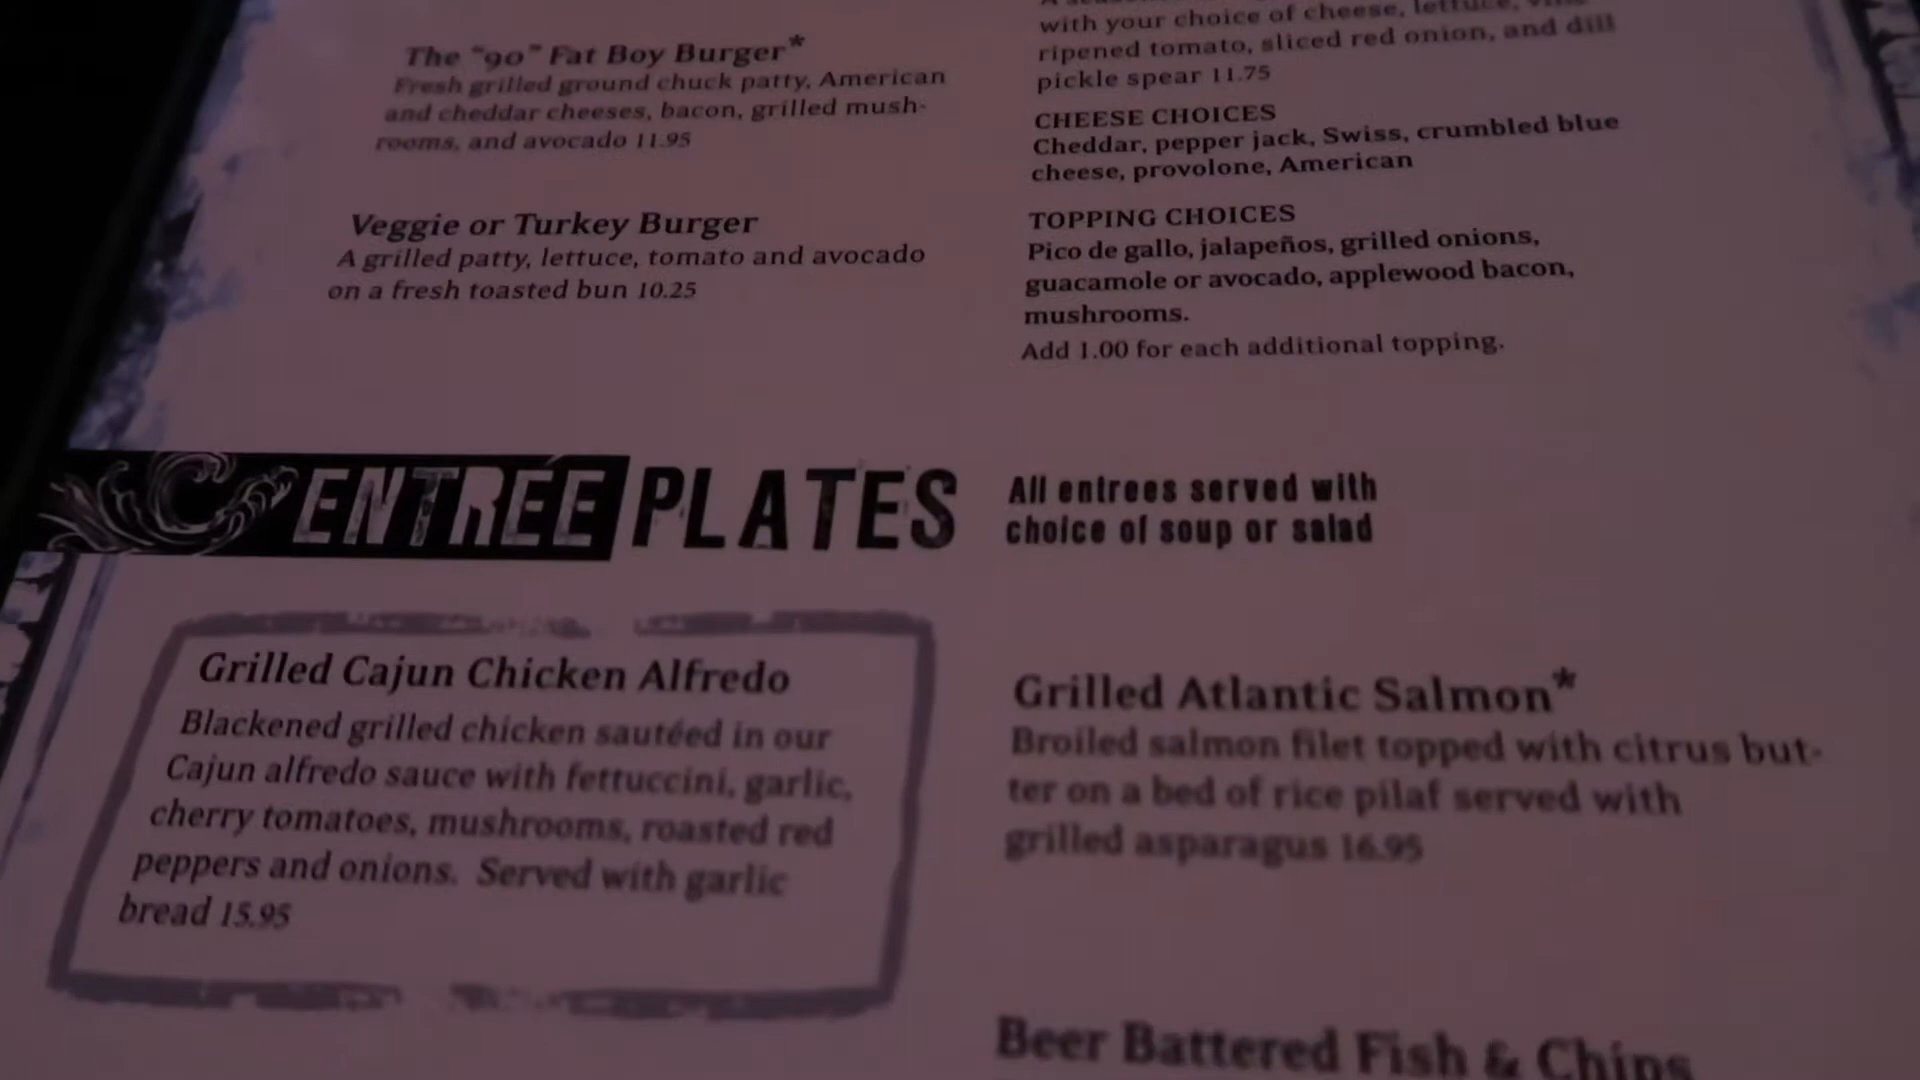 The "90" Fat Boy Burger*
Fresh grilled ground chuck patty, American
and cheddar cheeses, bacon, grilled mush-
rooms, and avocado 11.95
Veggie or Turkey Burger
A grilled patty, lettuce, tomato and avocado
on a fresh toasted bun 10.25
with your choice of cheese, lettuce,
ripened tomato, sliced red onion, and dill
pickle spear 11.75
CHEESE CHOICES
Cheddar, pepper jack, Swiss, crumbled blue
cheese, provolone, American
TOPPING CHOICES
Pico de gallo, jalapeños, grilled onions,
guacamole or avocado, applewood bacon,
mushrooms.
Add 1.00 for each additional topping.
ENTRÉE PLATES
All entrees served with
choice of soup or salad
Grilled Cajun Chicken Alfredo
Blackened grilled chicken sautéed in our
Cajun alfredo sauce with fettuccini, garlic,
cherry tomatoes, mushrooms, roasted red
peppers and onions. Served with garlic
bread 15.95
Grilled Atlantic Salmon*
Broiled salmon filet topped with citrus but-
ter on a bed of rice pilaf served with
grilled asparagus 16.95
Beer Battered Fish & Chips